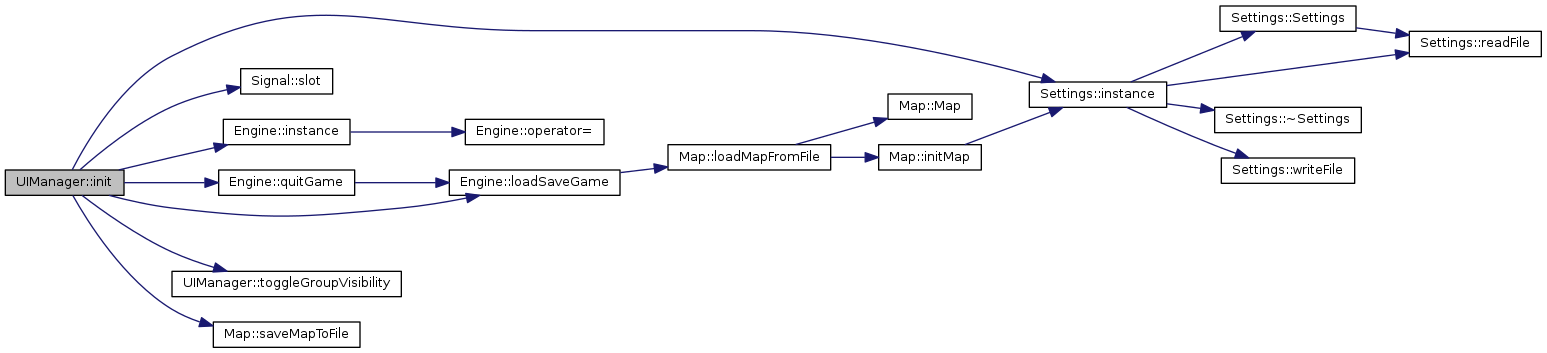 Settings::Settings
Settings::readFile
Signal::slot
Settings::instance
Map::Map
Settings::~Settings
Engine::instance
Engine::operator=
Map::loadMapFromFile
Map::initMap
Settings::writeFile
UIManager::init
Engine::quitGame
Engine::loadSaveGame
UIManager::toggleGroupVisibility
Map::saveMapToFile